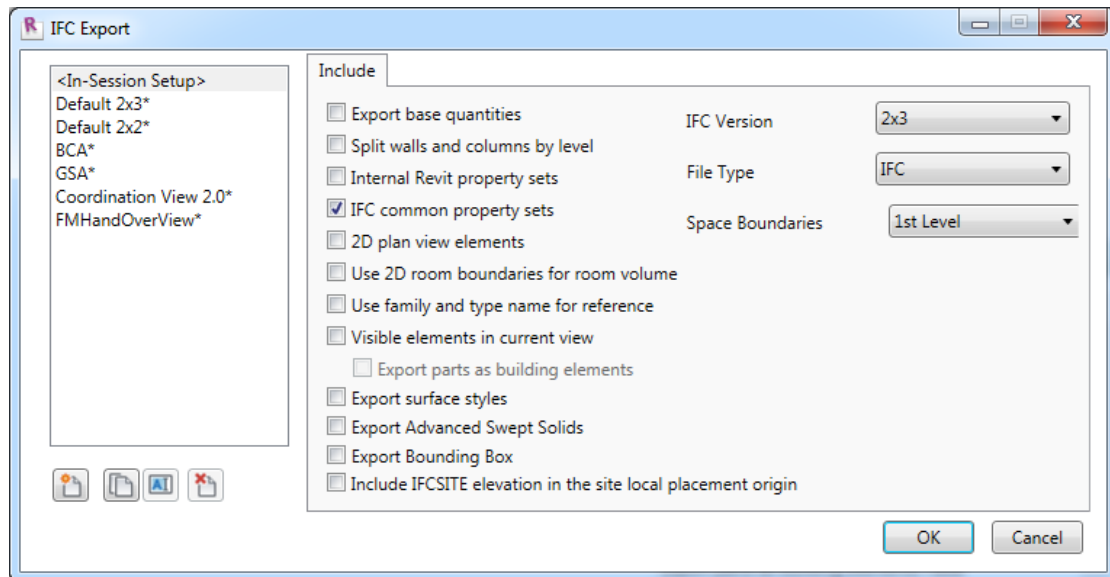 IFC Export
<In-Session Setup>
Default 2x3*
Default 2x2*
BCA*
GSA*
Coordination View 2.0*
FMHandOverView*
Include
Export base quantities
Split walls and columns by level
Internal Revit property sets
IFC common property sets
2D plan view elements
Use 2D room boundaries for room volume
Use family and type name for reference
Visible elements in current view
Export parts as building elements
Export surface styles
Export Advanced Swept Solids
Export Bounding Box
Include IFCSITE elevation in the site local placement origin
IFC Version 2x3
File Type IFC
Space Boundaries 1st Level
OK Cancel